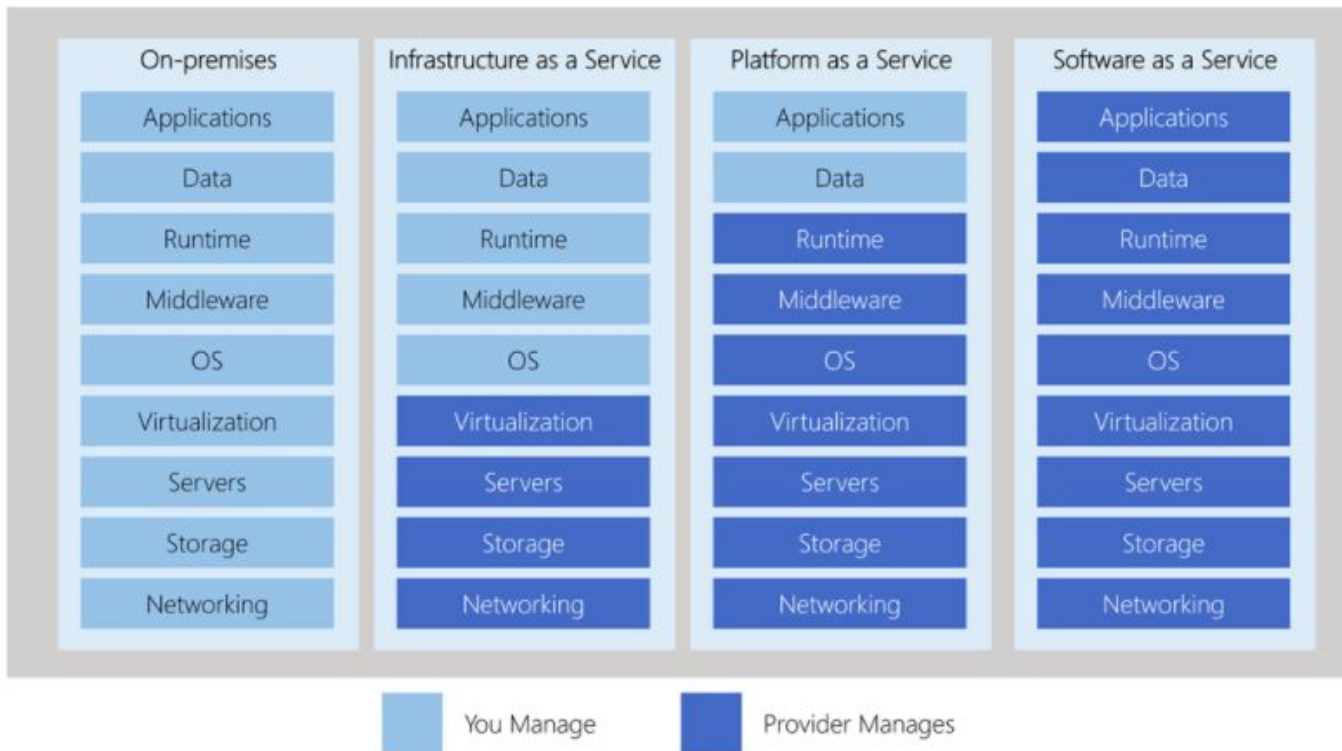 On-premises
Applications
Data
Runtime
Middleware
OS
Virtualization
Servers
Storage
Networking
Infrastructure as a Service
Applications
Data
Runtime
Middleware
OS
Virtualization
Servers
Storage
Networking
Platform as a Service
Applications
Data
Runtime
Middleware
OS
Virtualization
Servers
Storage
Networking
Software as a Service
Applications
Data
Runtime
Middleware
OS
Virtualization
Servers
Storage
Networking
You Manage
Provider Manages